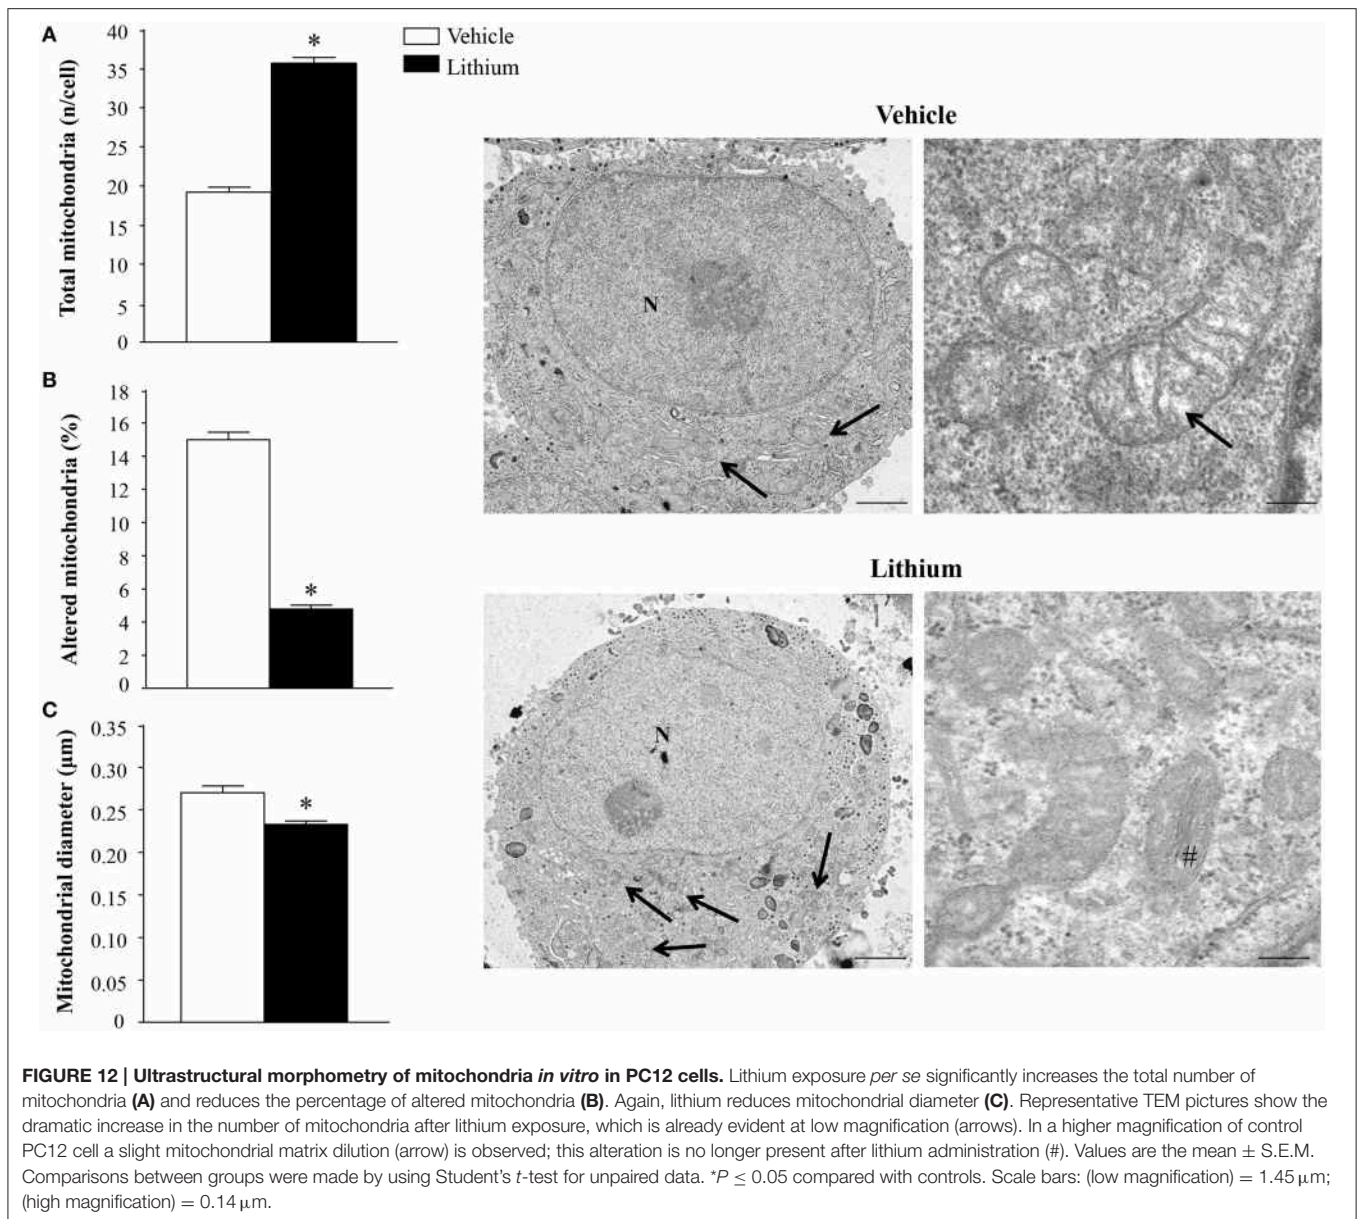 A
Total mitochondria (n/cell)
40
35
30
25
20
15
10
5
0
*
Vehicle
Lithium
B
Altered mitochondria (%)
18
16
14
12
10
8
6
4
2
0
*
C
Mitochondrial diameter (µm)
0.35
0.30
0.25
0.20
0.15
0.10
0.05
0
*
Vehicle
N
Lithium
N
#
FIGURE 12 | Ultrastructural morphometry of mitochondria in vitro in PC12 cells. Lithium exposure per se significantly increases the total number of
mitochondria (A) and reduces the percentage of altered mitochondria (B). Again, lithium reduces mitochondrial diameter (C). Representative TEM pictures show the
dramatic increase in the number of mitochondria after lithium exposure, which is already evident at low magnification (arrows). In a higher magnification of control
PC12 cell a slight mitochondrial matrix dilution (arrow) is observed; this alteration is no longer present after lithium administration (#). Values are the mean ± S.E.M.
Comparisons between groups were made by using Student's t-test for unpaired data. *P ≤ 0.05 compared with controls. Scale bars: (low magnification) = 1.45 µm;
(high magnification) = 0.14 µm.